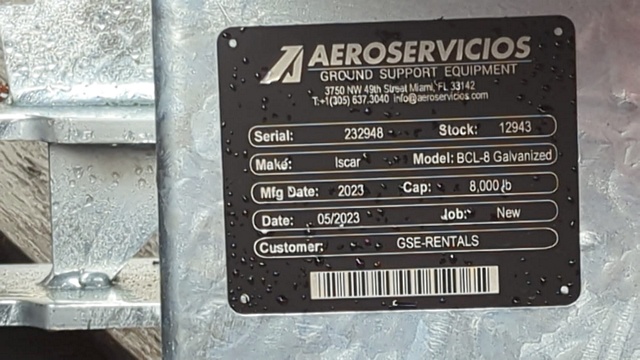 AEROSERVICIOS
GROUND SUPPORT EQUIPMENT
3750 NW 49th Street Miami, FL 33142
T:+1(305) 637.3040 info@aeroservicios.com
Serial: 232948 Stock: 12943
Make: Iscar Model: BCL-8 Galvanized
Mfg Date: 2023 Cap: 8,000 lb
Date: 05/2023 Job: New
Customer: GSE-RENTALS